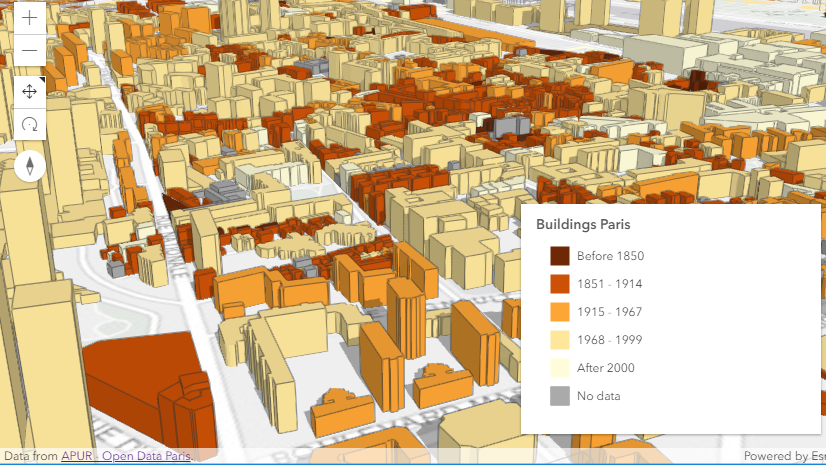 Buildings Paris
Before 1850
1851 - 1914
1915 - 1967
1968 - 1999
After 2000
No data
Data from APUR - Open Data Paris.
Powered by Esr